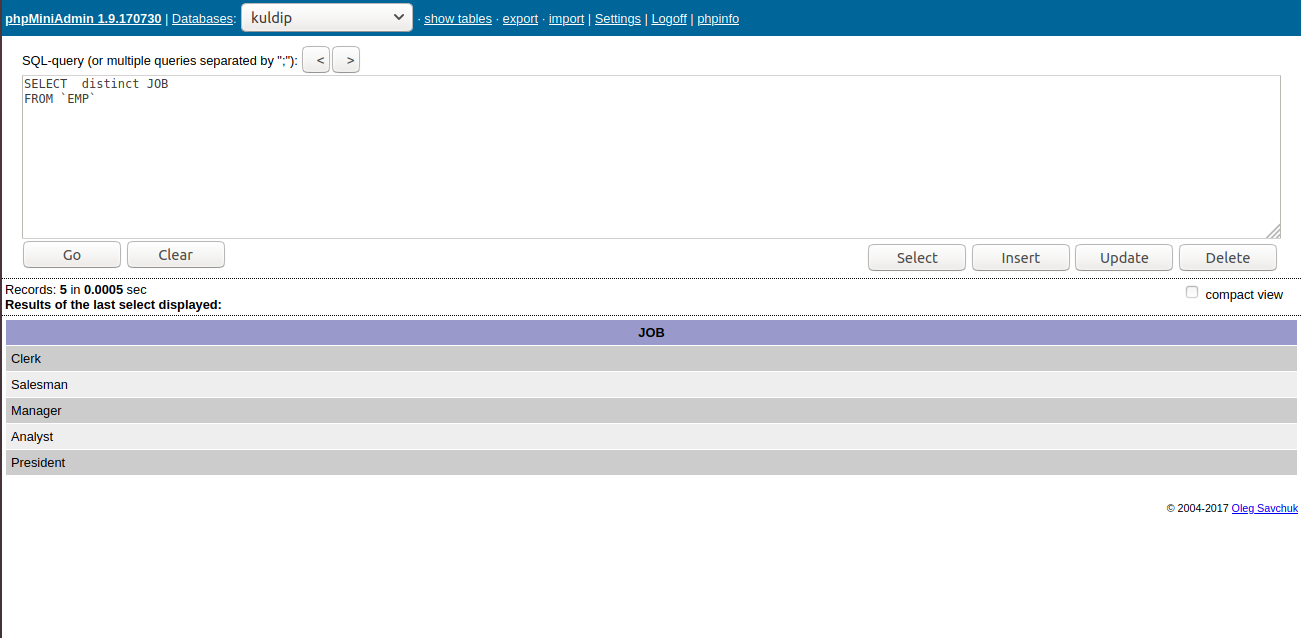 phpMiniAdmin 1.9.170730 | Databases: kuldip · show tables · export · import | Settings | Logoff | phpinfo
SQL-query (or multiple queries separated by ";"): < >
SELECT  distinct JOB
FROM `EMP`
Go Clear Select Insert Update Delete
Records: 5 in 0.0005 sec
compact view
Results of the last select displayed:
JOB
Clerk
Salesman
Manager
Analyst
President
© 2004-2017 Oleg Savchuk